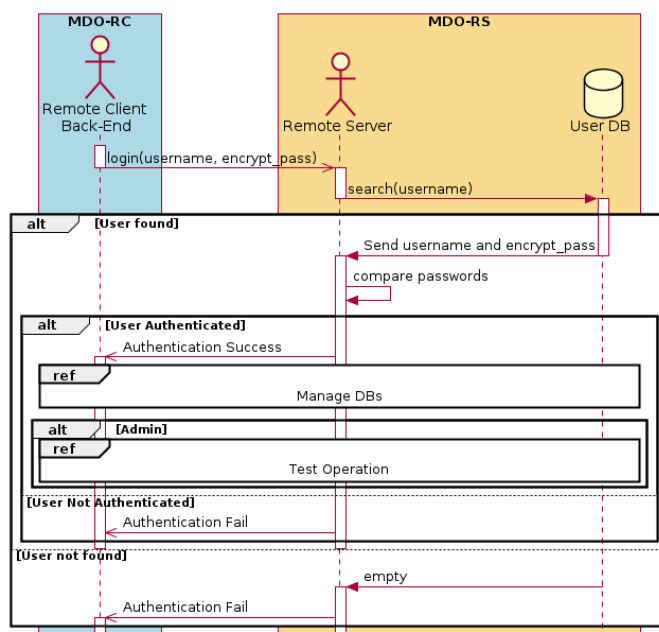 MDO-RC
MDO-RS
Remote Client
Back-End
Remote Server
User DB
login(username, encrypt_pass)
search(username)
alt
[User found]
Send username and encrypt_pass
compare passwords
alt
[User Authenticated]
Authentication Success
ref
Manage DBs
alt
[Admin]
ref
Test Operation
[User Not Authenticated]
Authentication Fail
[User not found]
empty
Authentication Fail